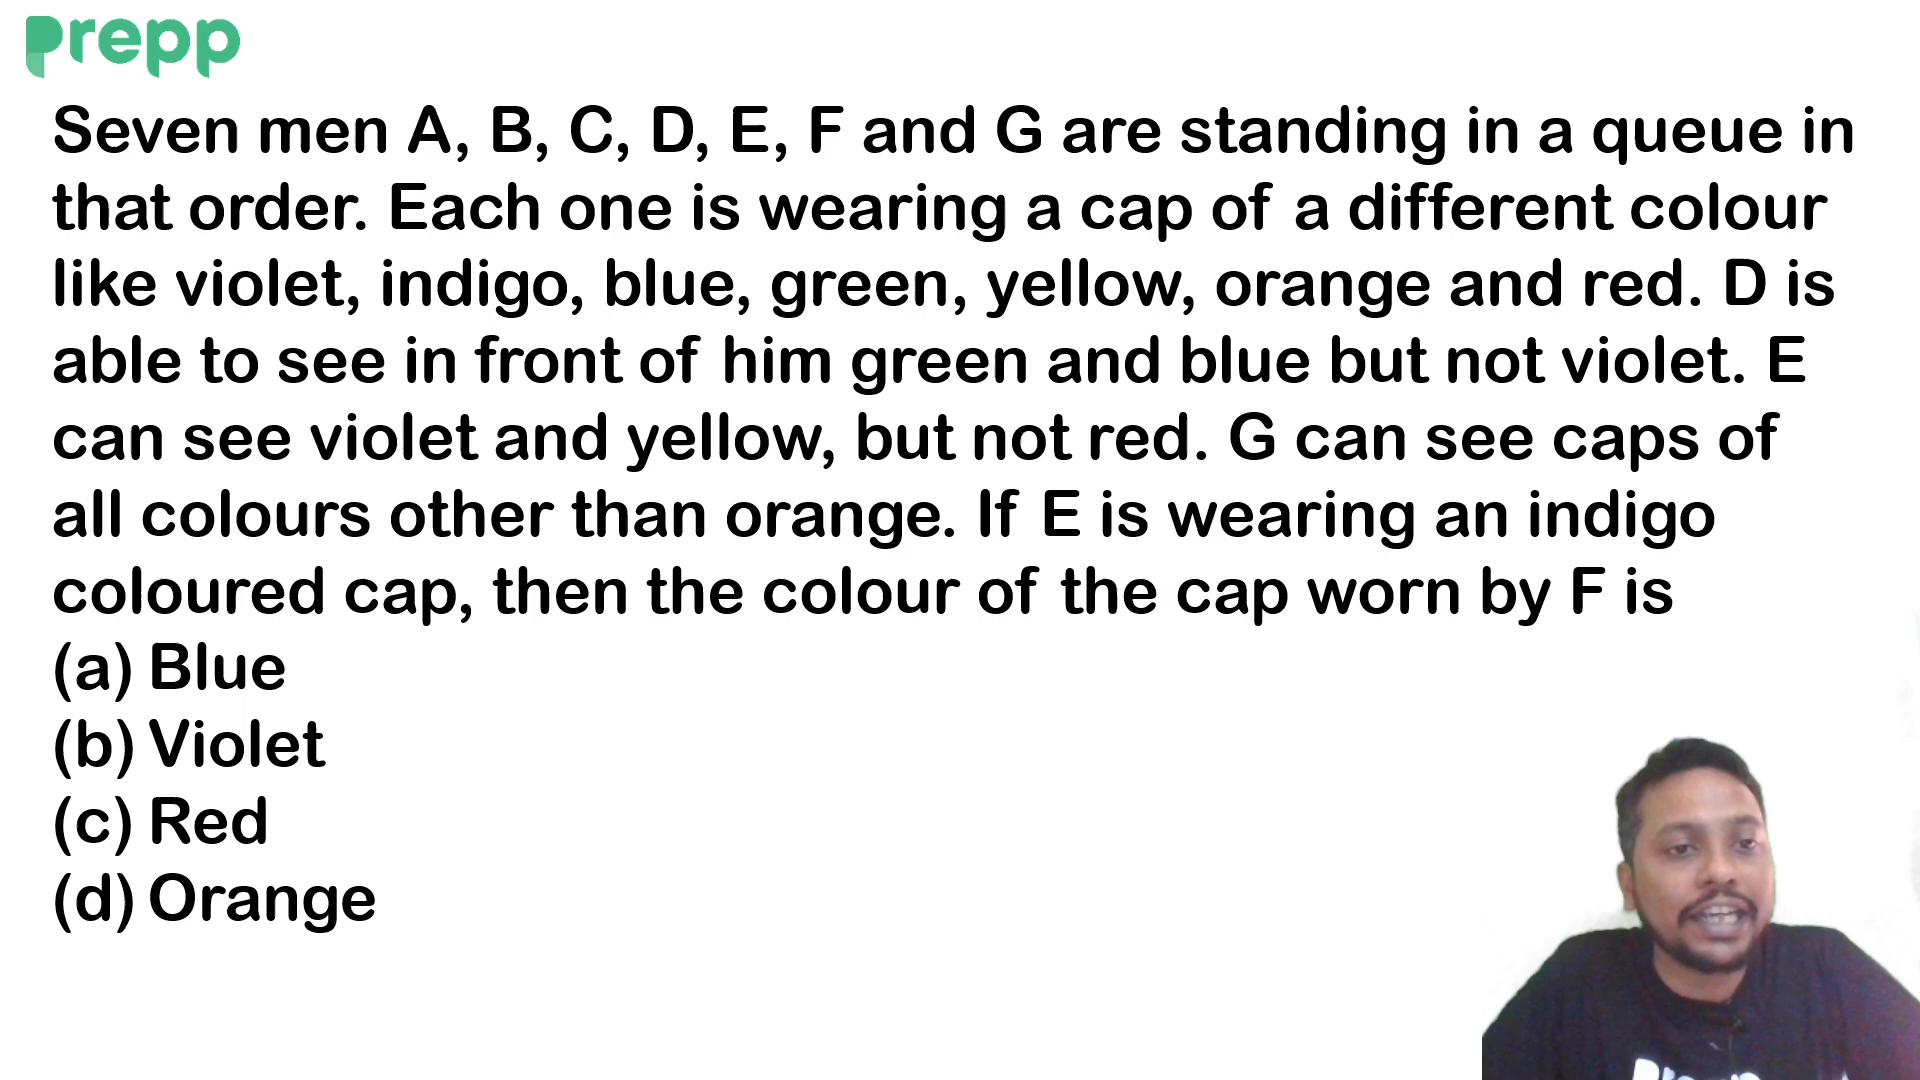 prepp
Seven men A, B, C, D, E, F and G are standing in a queue in
that order. Each one is wearing a cap of a different colour
like violet, indigo, blue, green, yellow, orange and red. D is
able to see in front of him green and blue but not violet. E
can see violet and yellow, but not red. G can see caps of
all colours other than orange. If E is wearing an indigo
coloured cap, then the colour of the cap worn by F is
(a) Blue
(b) Violet
(c) Red
(d) Orange